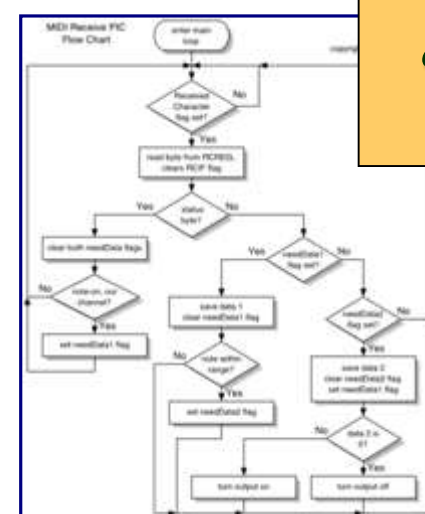 MIDI Receive PIC
Flow Chart
enter main
loop
Received
Character
flag set?
No
Yes
read byte from RCREG,
clears RCIF flag
Yes
status
byte?
No
clear both needData flags
Yes
needData1
flag set?
No
No
note-on, our
channel?
Yes
set needData1 flag
save data 1
clear needData1 flag
needData2
flag set?
No
Yes
No
note within
range?
Yes
set needData2 flag
save data 2
clear needData2 flag
set needData1 flag
No
data 2 is
0?
Yes
turn output on
turn output off